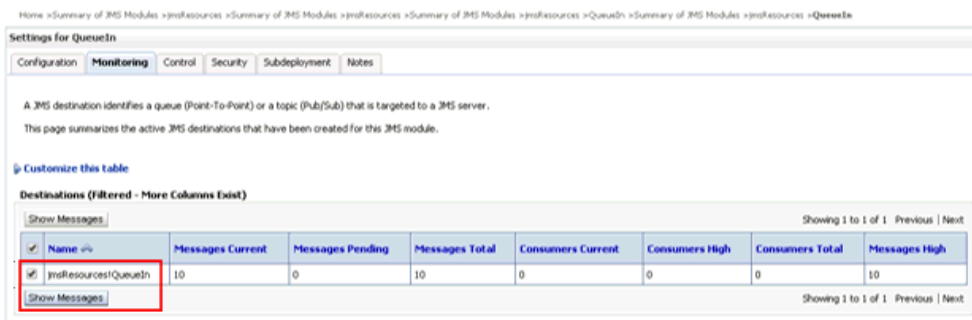 Home »Summary of JMS Modules »jmsResources »Summary of JMS Modules »jmsResources »Summary of JMS Modules »jmsResources »QueueIn »Summary of JMS Modules »jmsResources »QueueIn
Settings for QueueIn
Configuration Monitoring Control Security Subdeployment Notes
A JMS destination identifies a queue (Point-To-Point) or a topic (Pub/Sub) that is targeted to a JMS server.
This page summarizes the active JMS destinations that have been created for this JMS module.
Customize this table
Destinations (Filtered - More Columns Exist)
Show Messages Showing 1 to 1 of 1 Previous | Next
Name Messages Current Messages Pending Messages Total Consumers Current Consumers High Consumers Total Messages High
jmsResources!QueueIn 10 0 10 0 0 0 10
Show Messages Showing 1 to 1 of 1 Previous | Next